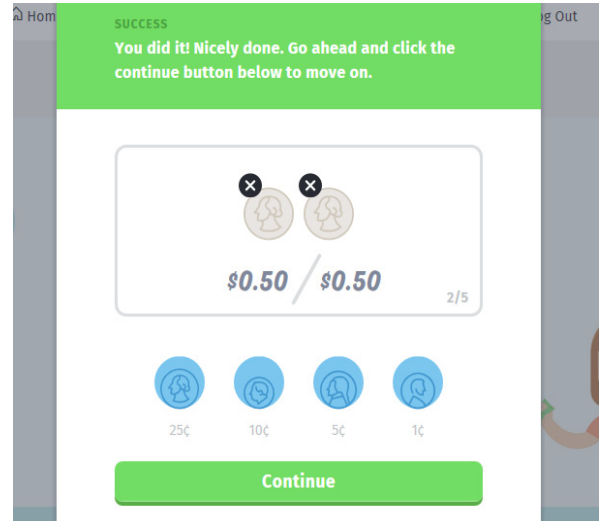 Hom
g Out
SUCCESS
You did it! Nicely done. Go ahead and click the
continue button below to move on.
$0.50 / $0.50
2/5
25¢ 10¢ 5¢ 1¢
Continue